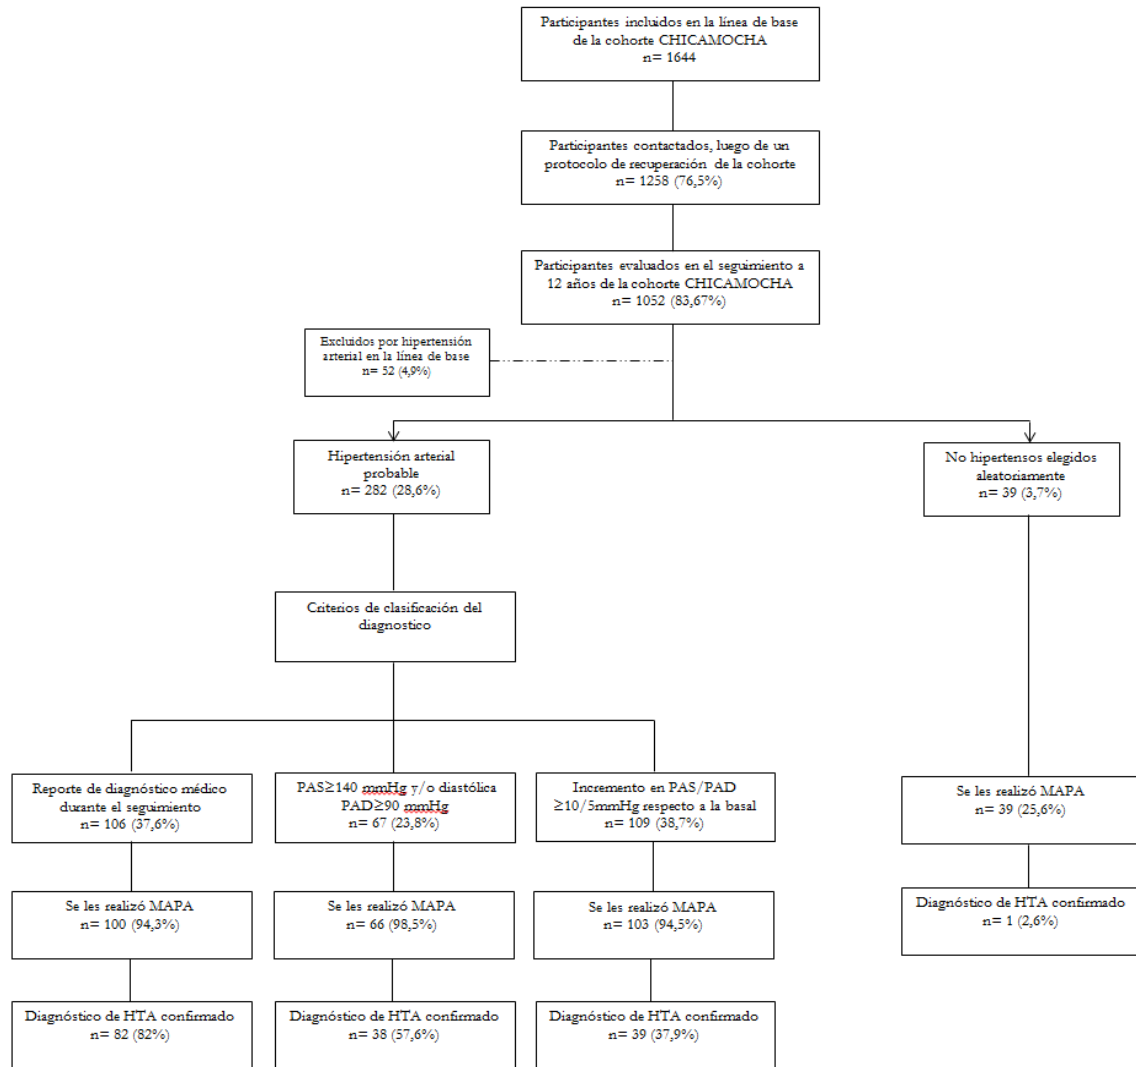 Participantes incluidos en la línea de base
de la cohorte CHICAMOCHA
n= 1644
Participantes contactados, luego de un
protocolo de recuperación de la cohorte
n= 1258 (76,5%)
Participantes evaluados en el seguimiento a
12 años de la cohorte CHICAMOCHA
n= 1052 (83,67%)
Excluidos por hipertensión
arterial en la línea de base
n= 52 (4,9%)
Hipertensión arterial
probable
n= 282 (28,6%)
No hipertensos elegidos
aleatoriamente
n= 39 (3,7%)
Criterios de clasificación del
diagnostico
Reporte de diagnóstico médico
durante el seguimiento
n= 106 (37,6%)
PAS≥140 mmHg y/o diastólica
PAD≥90 mmHg
n= 67 (23,8%)
Incremento en PAS/PAD
≥10/5mmHg respecto a la basal
n= 109 (38,7%)
Se les realizó MAPA
n= 39 (25,6%)
Se les realizó MAPA
n= 100 (94,3%)
Se les realizó MAPA
n= 66 (98,5%)
Se les realizó MAPA
n= 103 (94,5%)
Diagnóstico de HTA confirmado
n= 1 (2,6%)
Diagnóstico de HTA confirmado
n= 82 (82%)
Diagnóstico de HTA confirmado
n= 38 (57,6%)
Diagnóstico de HTA confirmado
n= 39 (37,9%)